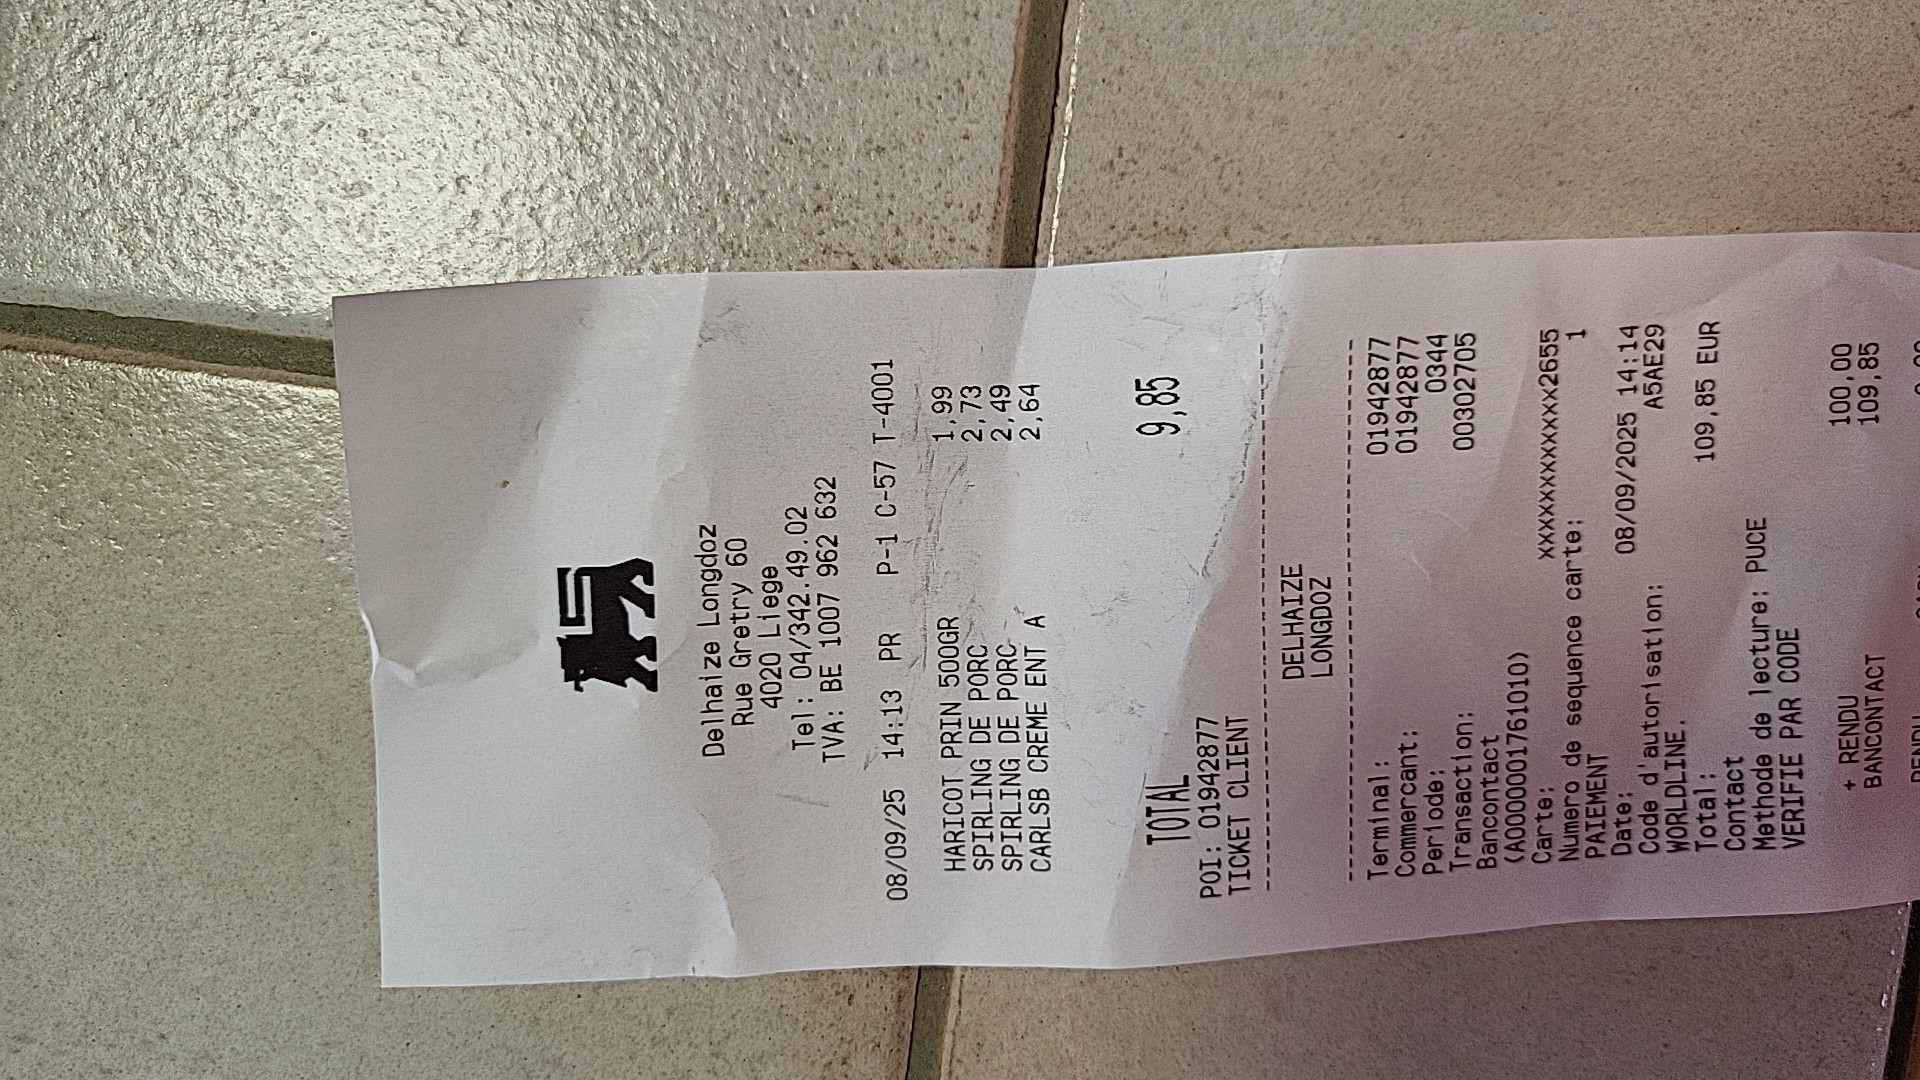 Delhaize Longdoz
Rue Gretry 60
4020 Liege
Tel: 04/342.49.02
TVA: BE 1007 962 632
08/09/25 14:13 PR P-1 C-57 T-4001
HARICOT PRIN 500GR 1,99
SPIRLING DE PORC 2,73
SPIRLING DE PORC 2,49
CARLSB CREME ENT A 2,64
TOTAL 9,85
POI: 01942877
TICKET CLIENT
DELHAIZE
LONGDOZ
Terminal: 01942877
Commercant: 01942877
Periode: 0344
Transaction: 00302705
Bancontact
(A0000001761010)
Carte: xxxxxxxxxxxxx2655
Numero de sequence carte: 1
PAIEMENT
Date: 08/09/2025 14:14
Code d'autorisation: A5AE29
WORLDLINE.
Total: 109,85 EUR
Contact
Methode de lecture: PUCE
VERIFIE PAR CODE
+ RENDU 100,00
BANCONTACT 109,85